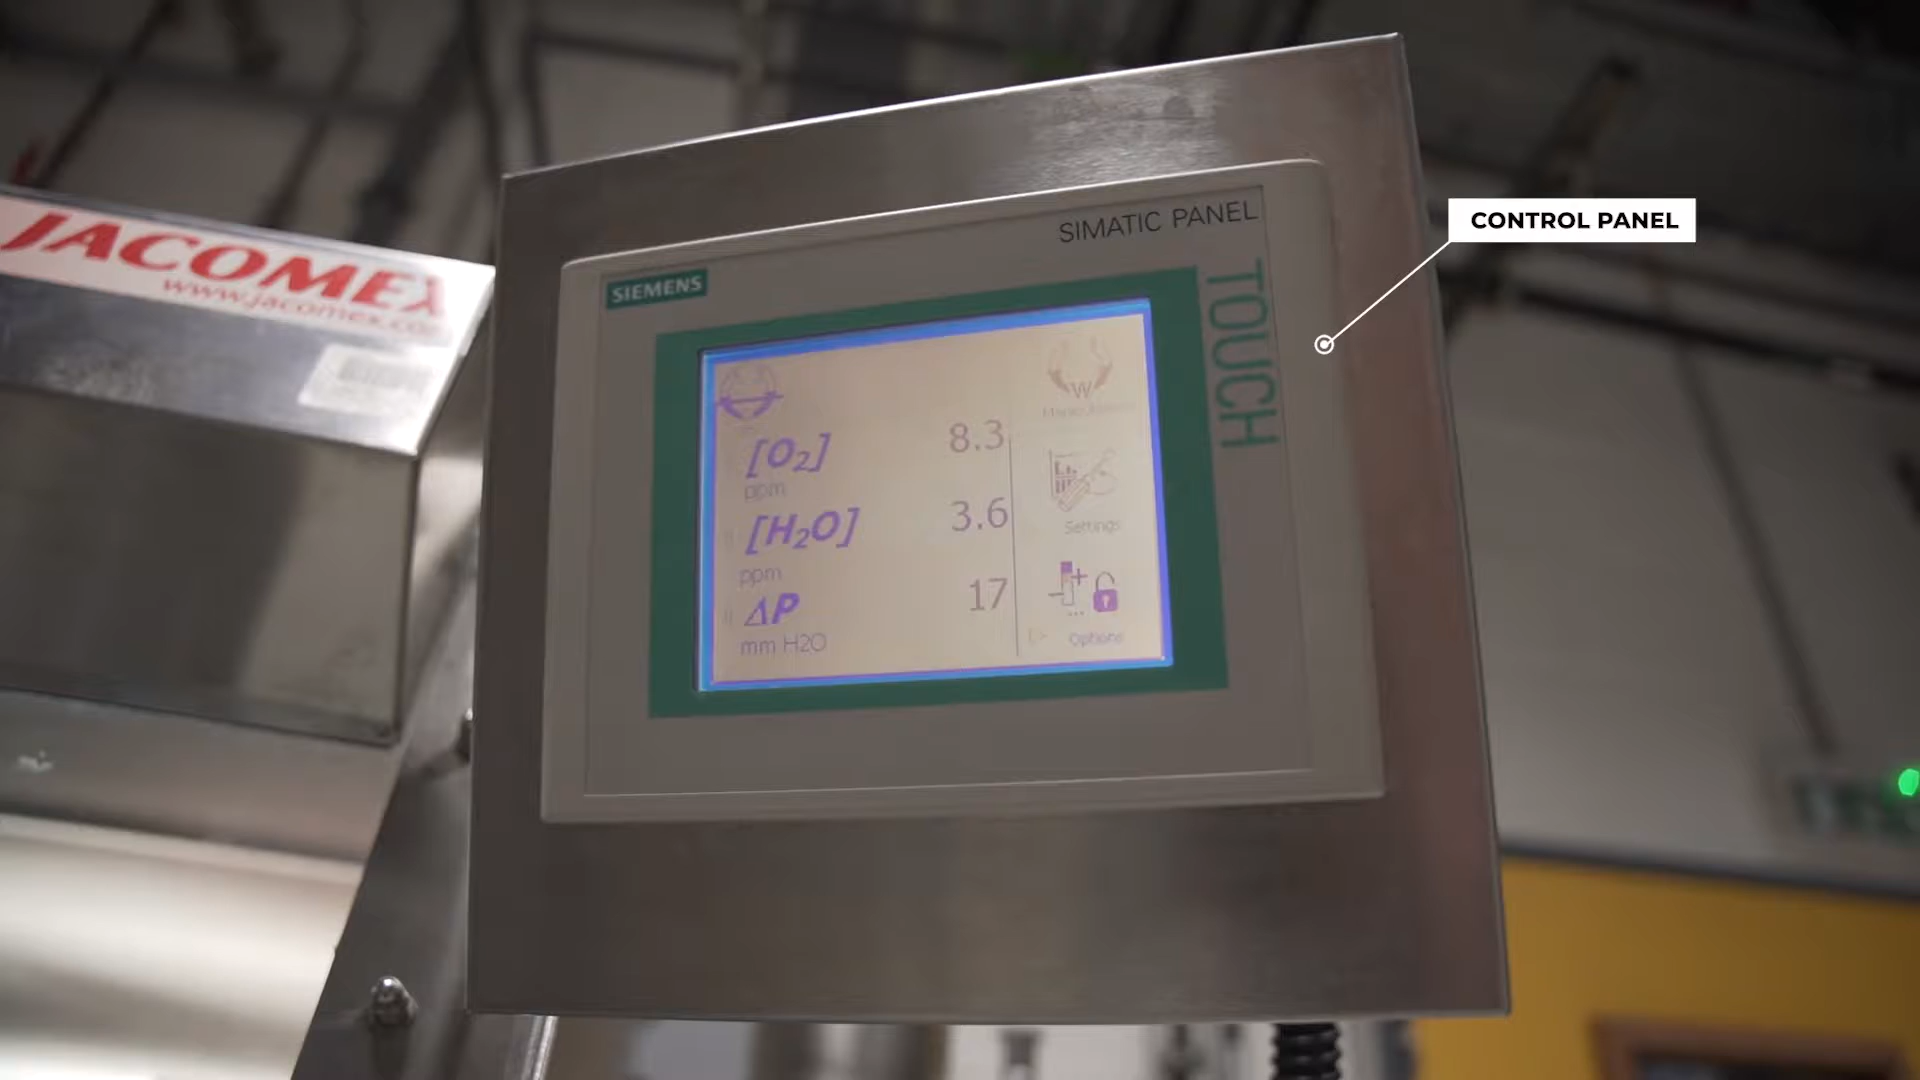 JACOMEX
www.jacomex.co
SIEMENS
SIMATIC PANEL
TOUCH
CONTROL PANEL
[O₂] 8.3
ppm
W
[H₂O] 3.6
ppm
Settings
ΔP 17
mm H2O
Options